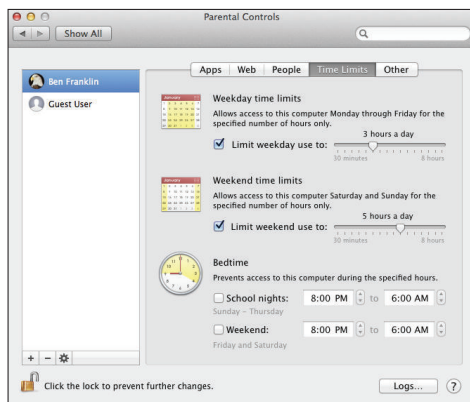 Parental Controls
Show All
Ben Franklin
Guest User
Apps Web People Time Limits Other
Weekday time limits
Allows access to this computer Monday through Friday for the
specified number of hours only.
3 hours a day
Limit weekday use to:
30 minutes 8 hours
Weekend time limits
Allows access to this computer Saturday and Sunday for the
specified number of hours only.
5 hours a day
Limit weekend use to:
30 minutes 8 hours
Bedtime
Prevents access to this computer during the specified hours.
School nights: 8:00 PM to 6:00 AM
Sunday – Thursday
Weekend: 8:00 PM to 6:00 AM
Friday and Saturday
Click the lock to prevent further changes.
Logs... ?